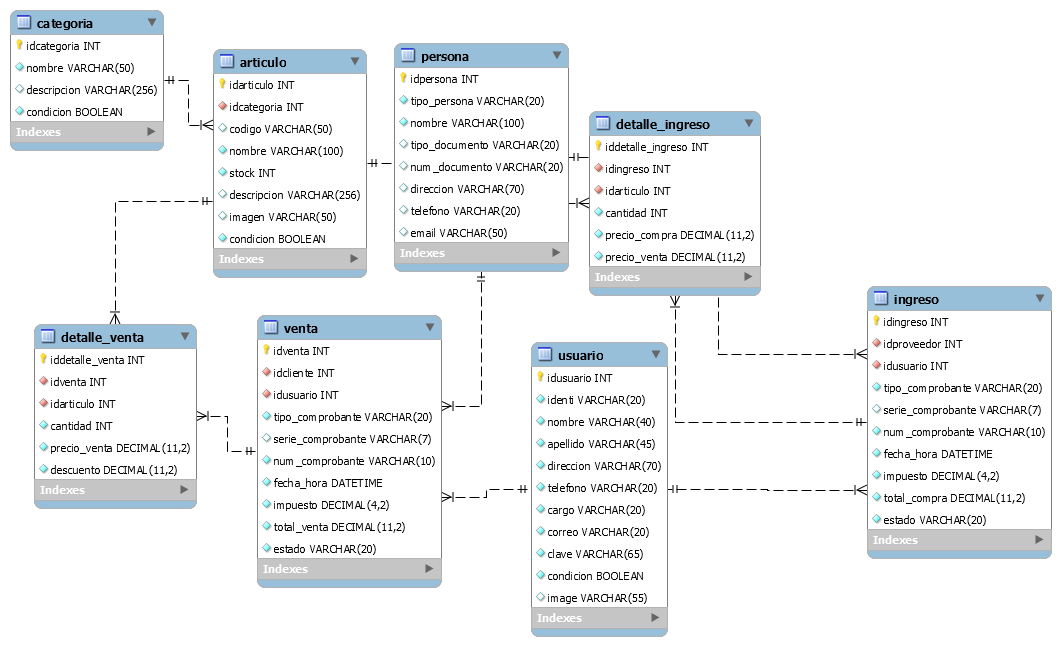 categoria
idcategoria INT
nombre VARCHAR(50)
descripcion VARCHAR(256)
condicion BOOLEAN
Indexes
articulo
idarticulo INT
idcategoria INT
codigo VARCHAR(50)
nombre VARCHAR(100)
stock INT
descripcion VARCHAR(256)
imagen VARCHAR(50)
condicion BOOLEAN
Indexes
persona
idpersona INT
tipo_persona VARCHAR(20)
nombre VARCHAR(100)
tipo_documento VARCHAR(20)
num_documento VARCHAR(20)
direccion VARCHAR(70)
telefono VARCHAR(20)
email VARCHAR(50)
Indexes
detalle_ingreso
iddetalle_ingreso INT
idingreso INT
idarticulo INT
cantidad INT
precio_compra DECIMAL(11,2)
precio_venta DECIMAL(11,2)
Indexes
detalle_venta
iddetalle_venta INT
idventa INT
idarticulo INT
cantidad INT
precio_venta DECIMAL(11,2)
descuento DECIMAL(11,2)
Indexes
venta
idventa INT
idcliente INT
idusuario INT
tipo_comprobante VARCHAR(20)
serie_comprobante VARCHAR(7)
num_comprobante VARCHAR(10)
fecha_hora DATETIME
impuesto DECIMAL(4,2)
total_venta DECIMAL(11,2)
estado VARCHAR(20)
Indexes
usuario
idusuario INT
identi VARCHAR(20)
nombre VARCHAR(40)
apellido VARCHAR(45)
direccion VARCHAR(70)
telefono VARCHAR(20)
cargo VARCHAR(20)
correo VARCHAR(20)
clave VARCHAR(65)
condicion BOOLEAN
image VARCHAR(55)
Indexes
ingreso
idingreso INT
idproveedor INT
idusuario INT
tipo_comprobante VARCHAR(20)
serie_comprobante VARCHAR(7)
num_comprobante VARCHAR(10)
fecha_hora DATETIME
impuesto DECIMAL(4,2)
total_compra DECIMAL(11,2)
estado VARCHAR(20)
Indexes